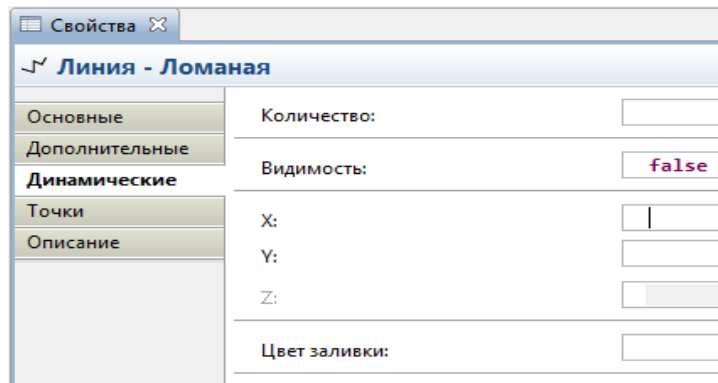 Свойства
Линия - Ломаная
Основные
Дополнительные
Динамические
Точки
Описание
Количество:
Видимость:
false
X:
Y:
Z:
Цвет заливки: